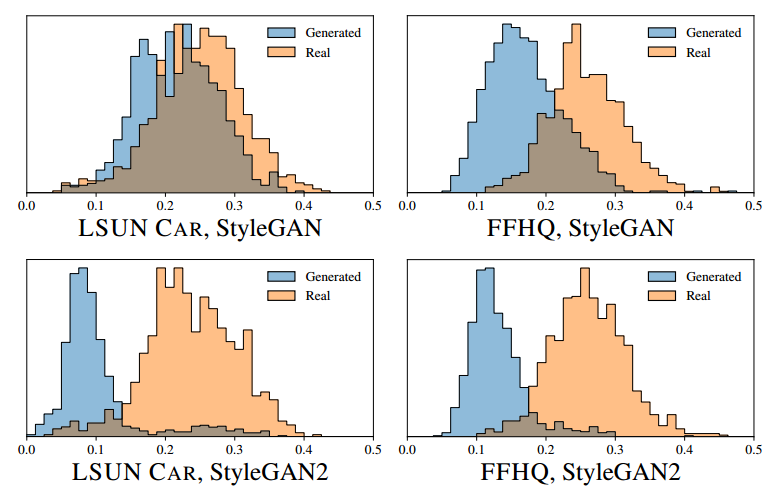 Generated
Real
0.0 0.1 0.2 0.3 0.4 0.5
LSUN CAR, StyleGAN
Generated
Real
0.0 0.1 0.2 0.3 0.4 0.5
FFHQ, StyleGAN
Generated
Real
0.0 0.1 0.2 0.3 0.4 0.5
LSUN CAR, StyleGAN2
Generated
Real
0.0 0.1 0.2 0.3 0.4 0.5
FFHQ, StyleGAN2